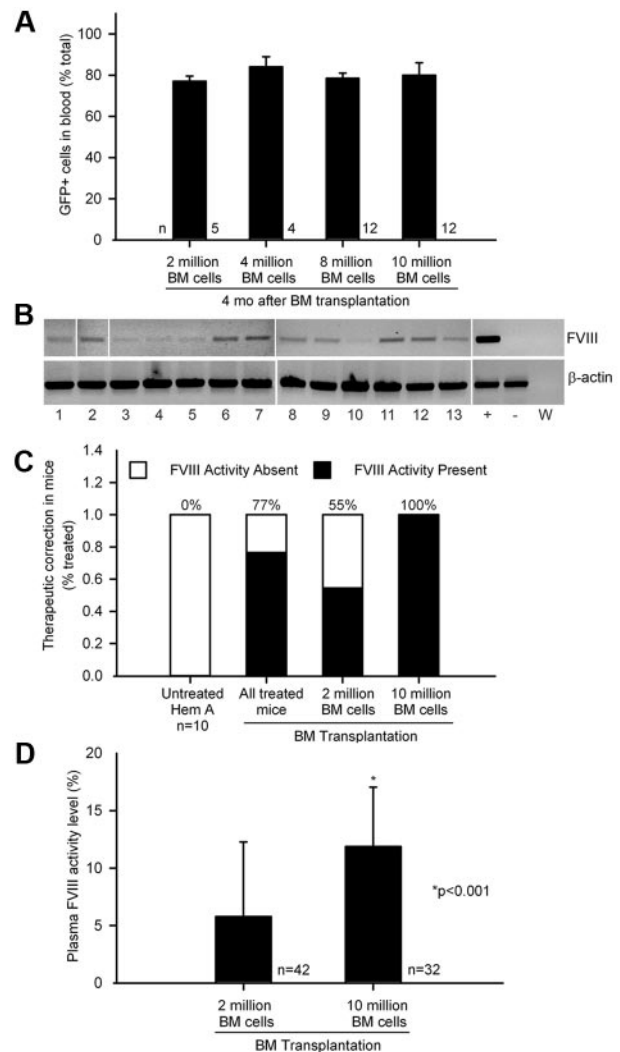 A
GFP+ cells in blood (% total)
100
80
60
40
20
0
n 5 4 12 12
2 million BM cells
4 million BM cells
8 million BM cells
10 million BM cells
4 mo after BM transplantation
B
FVIII
β-actin
1 2 3 4 5 6 7 8 9 10 11 12 13 + - W
C
Therapeutic correction in mice
(% treated)
1.4
1.2
1.0
0.8
0.6
0.4
0.2
0.0
FVIII Activity Absent FVIII Activity Present
0% 77% 55% 100%
Untreated Hem A n=10
All treated mice
2 million BM cells
10 million BM cells
BM Transplantation
D
Plasma FVIII activity level (%)
20
15
10
5
0
*
*p<0.001
n=42 n=32
2 million BM cells
10 million BM cells
BM Transplantation